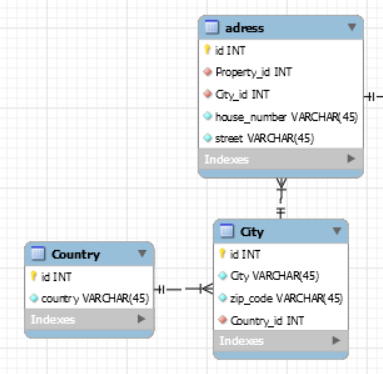 adress
id INT
Property_id INT
City_id INT
house_number VARCHAR(45)
street VARCHAR(45)
Indexes
Country
id INT
country VARCHAR(45)
Indexes
City
id INT
City VARCHAR(45)
zip_code VARCHAR(45)
Country_id INT
Indexes